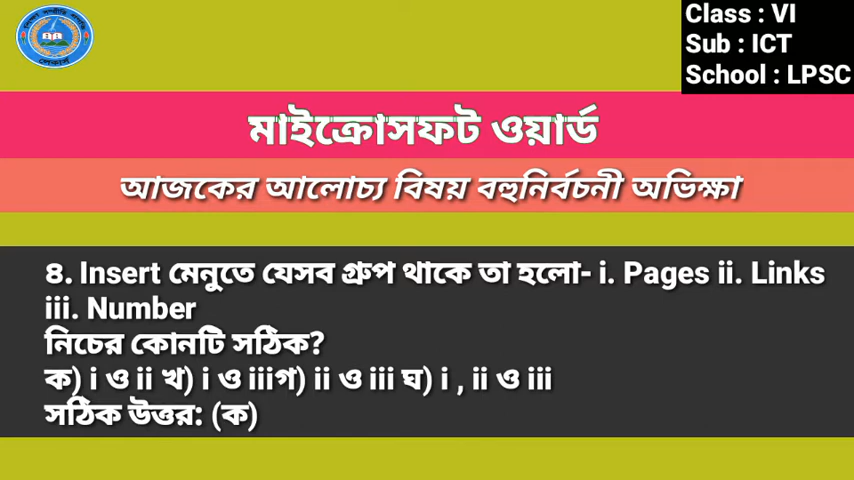 Class : VI
Sub : ICT
School : LPSC
মাইক্রোসফট ওয়ার্ড
আজকের আলোচ্য বিষয় বহুনির্বচনী অভিক্ষা
৪. Insert মেনুতে যেসব গ্রুপ থাকে তা হলো- i. Pages ii. Links
iii. Number
নিচের কোনটি সঠিক?
ক) i ও ii খ) i ও iiiগ) ii ও iii ঘ) i , ii ও iii
সঠিক উত্তর: (ক)